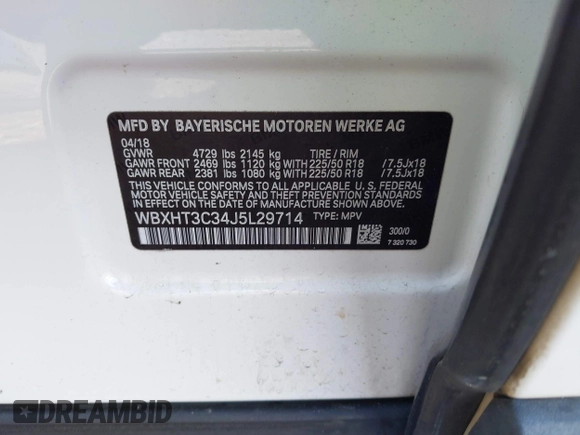 MFD BY BAYERISCHE MOTOREN WERKE AG
04/18
GVWR 4729 lbs 2145 kg TIRE / RIM
GAWR FRONT 2469 lbs 1120 kg WITH 225/50 R18 /7.5Jx18
GAWR REAR 2381 lbs 1080 kg WITH 225/50 R18 /7.5Jx18
THIS VEHICLE CONFORMS TO ALL APPLICABLE U.S. FEDERAL
MOTOR VEHICLE SAFETY AND THEFT PREVENTION STANDARDS
IN EFFECT ON THE DATE OF MANUFACTURE SHOWN ABOVE.
WBXHT3C34J5L29714 TYPE: MPV
300/0
7 320 730
DREAMBID